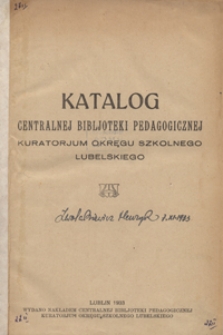 KATALOG
CENTRALNEJ BIBLJOTEKI PEDAGOGICZNEJ
KURATORJUM OKRĘGU SZKOLNEGO
LUBELSKIEGO
Henryk
LUBLIN 1933
WYDANO NAKŁADEM CENTRALNEJ BIBLJOTEKI PEDAGOGICZNEJ
KURATORJUM OKRĘGU SZKOLNEGO LUBELSKIEGO